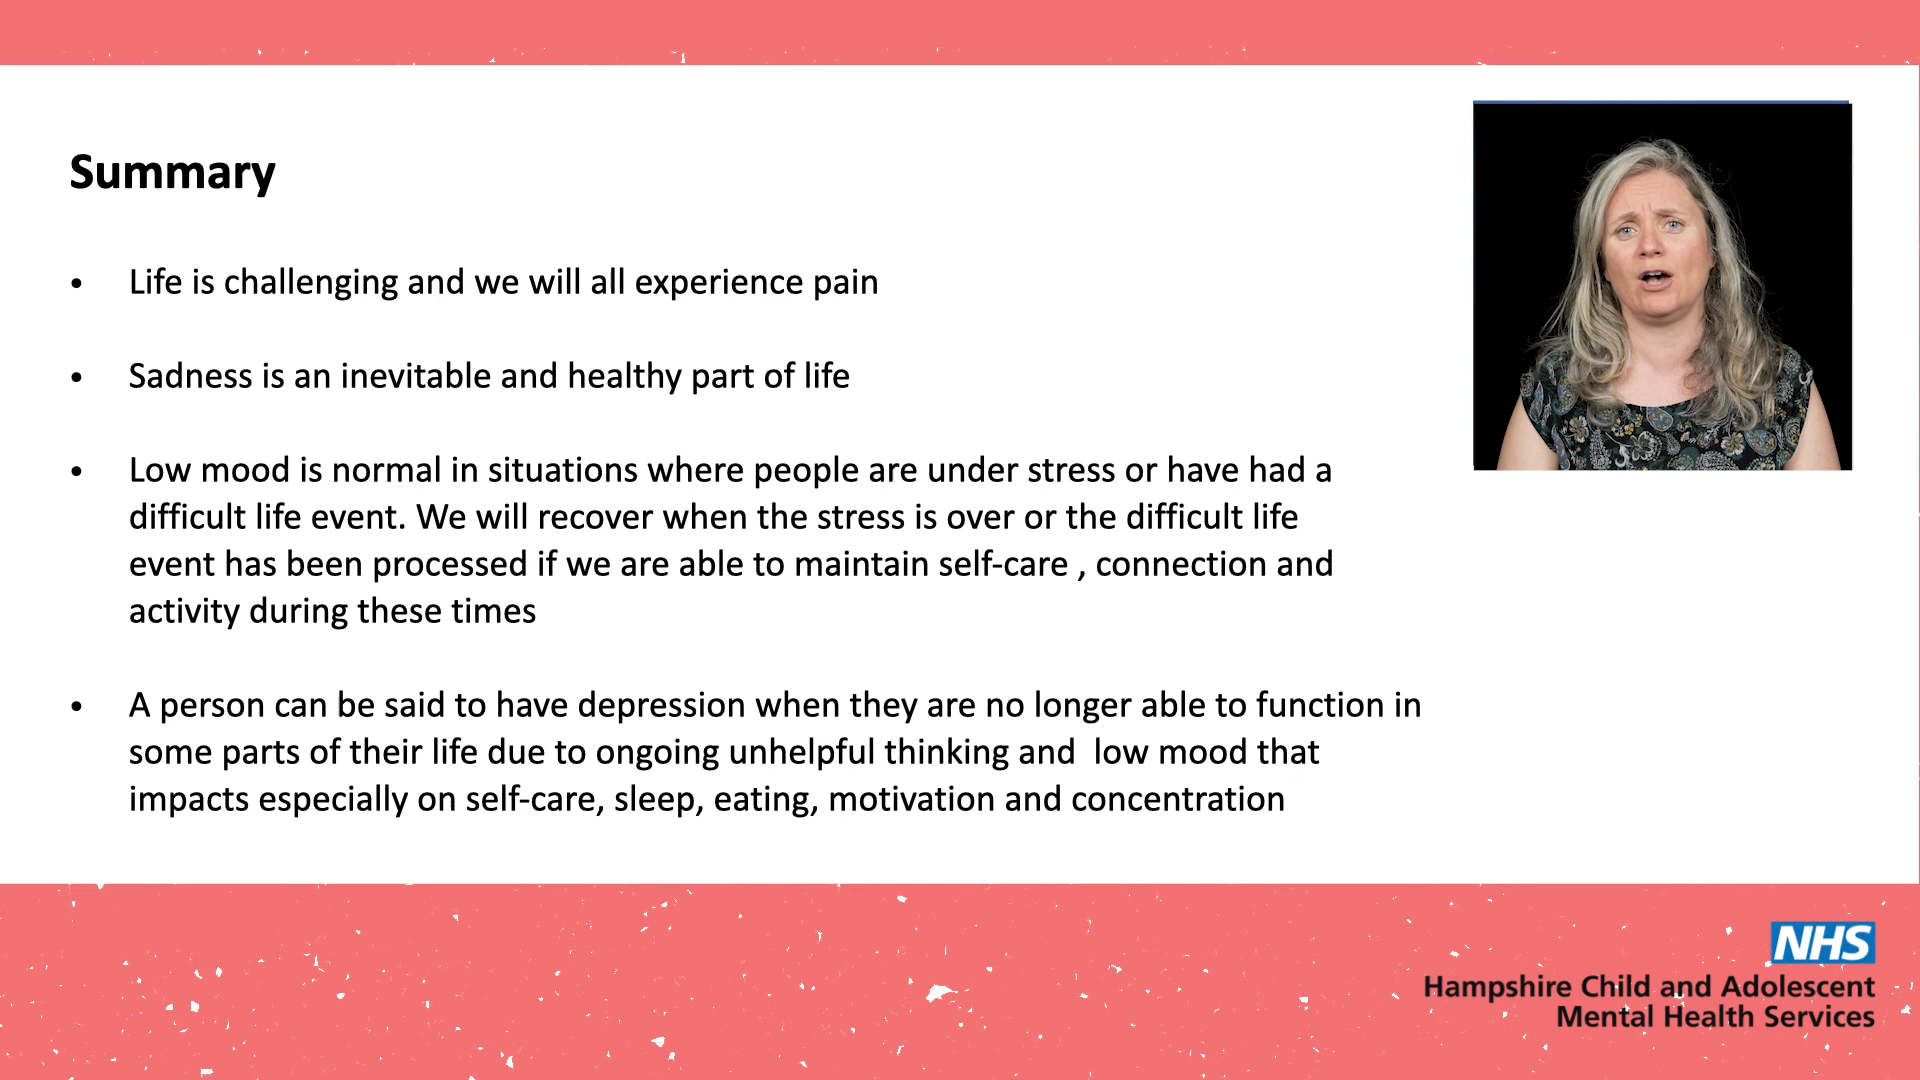 Summary
• Life is challenging and we will all experience pain
• Sadness is an inevitable and healthy part of life
• Low mood is normal in situations where people are under stress or have had a
difficult life event. We will recover when the stress is over or the difficult life
event has been processed if we are able to maintain self-care , connection and
activity during these times
• A person can be said to have depression when they are no longer able to function in
some parts of their life due to ongoing unhelpful thinking and  low mood that
impacts especially on self-care, sleep, eating, motivation and concentration
NHS
Hampshire Child and Adolescent
Mental Health Services